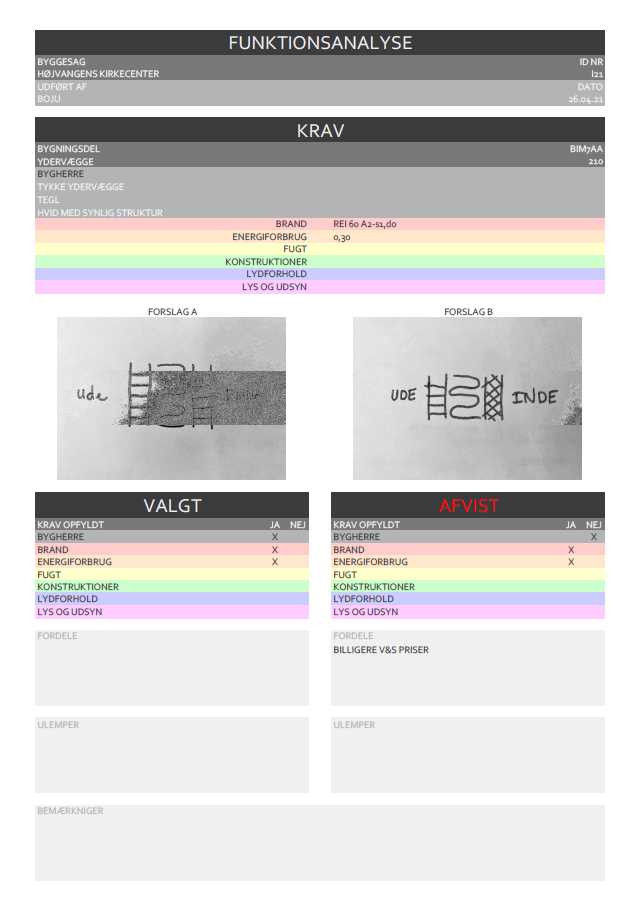 FUNKTIONSANALYSE
BYGGESAG ID NR
HØJVANGENS KIRKECENTER I21
UDFØRT AF DATO
BOJU 26.04.21
KRAV
BYGNINGSDEL BIM7AA
YDERVÆGGE 210
BYGHERRE
TYKKE YDERVÆGGE
TEGL
HVID MED SYNLIG STRUKTUR
BRAND REI 60 A2-s1,d0
ENERGIFORBRUG 0,30
FUGT
KONSTRUKTIONER
LYDFORHOLD
LYS OG UDSYN
FORSLAG A FORSLAG B
Ude
UDE INDE
VALGT AFVIST
KRAV OPFYLDT JA NEJ KRAV OPFYLDT JA NEJ
BYGHERRE X BYGHERRE X
BRAND X BRAND X
ENERGIFORBRUG X ENERGIFORBRUG X
FUGT FUGT
KONSTRUKTIONER KONSTRUKTIONER
LYDFORHOLD LYDFORHOLD
LYS OG UDSYN LYS OG UDSYN
FORDELE FORDELE
BILLIGERE V&S PRISER
ULEMPER ULEMPER
BEMÆRKNIGER